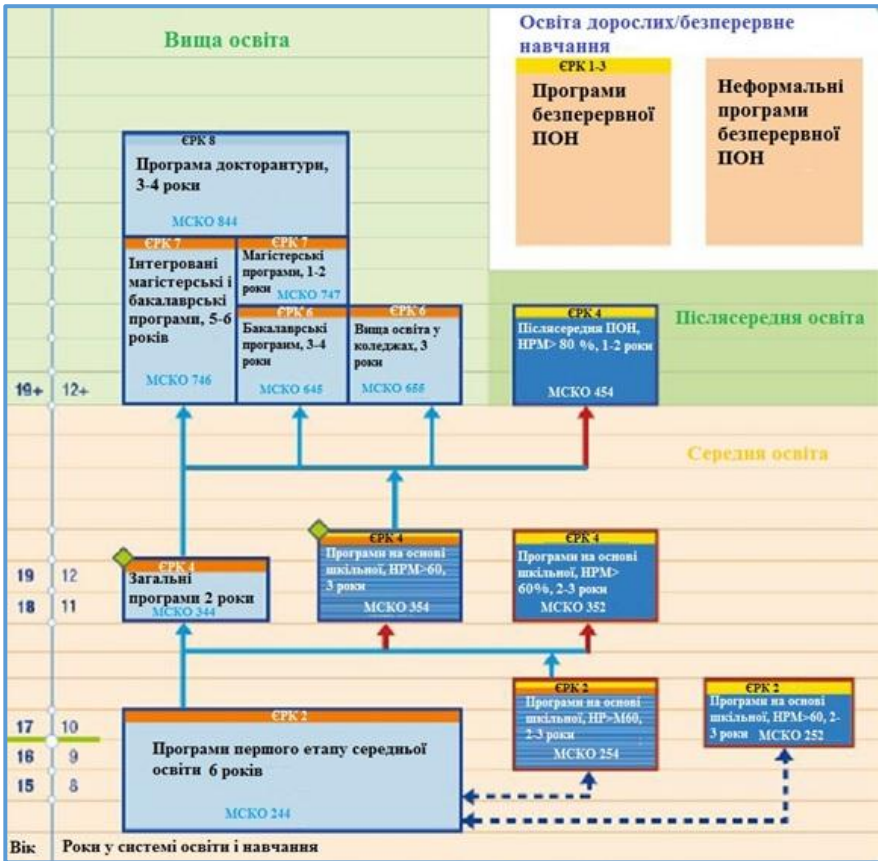 Вища освіта
Освіта дорослих/безперервне
навчання
ЄРК 1-3
Програми
безперервної
ПОН
Неформальні
програми
безперервної
ПОН
ЄРК 8
Програма докторантури,
3-4 роки
МСКО 844
ЄРК 7
Інтегровані
магістерські і
бакалаврські
програми, 5-6
років
МСКО 746
ЄРК 7
Магістерські
програми, 1-2
роки МСКО 747
ЄРК 6
Бакалаврські
програим, 3-4
роки
МСКО 645
ЄРК 6
Вища освіта у
коледжах, 3
роки
МСКО 655
ЄРК 4
Післясередня ПОН,
НРМ> 80 %, 1-2 роки
МСКО 454
Післясередня освіта
19+ 12+
Середня освіта
ЄРК 4
Загальні
програми 2 роки
МСКО 344
ЄРК 4
Програми на основі
шкільної, НРМ>60,
3 роки
МСКО 354
ЄРК 4
Програми на основі
шкільної, НРМ>
60%, 2-3 роки
МСКО 352
19 12
18 11
ЄРК 2
Програми першого етапу середньої
освіти 6 років
МСКО 244
ЄРК 2
Програми на основі
шкільної, НР>М60,
2-3 роки
МСКО 254
ЄРК 2
Програми на основі
шкільної, НРМ>60, 2-
3 роки МСКО 252
17 10
16 9
15 8
Вік Роки у системі освіти і навчання